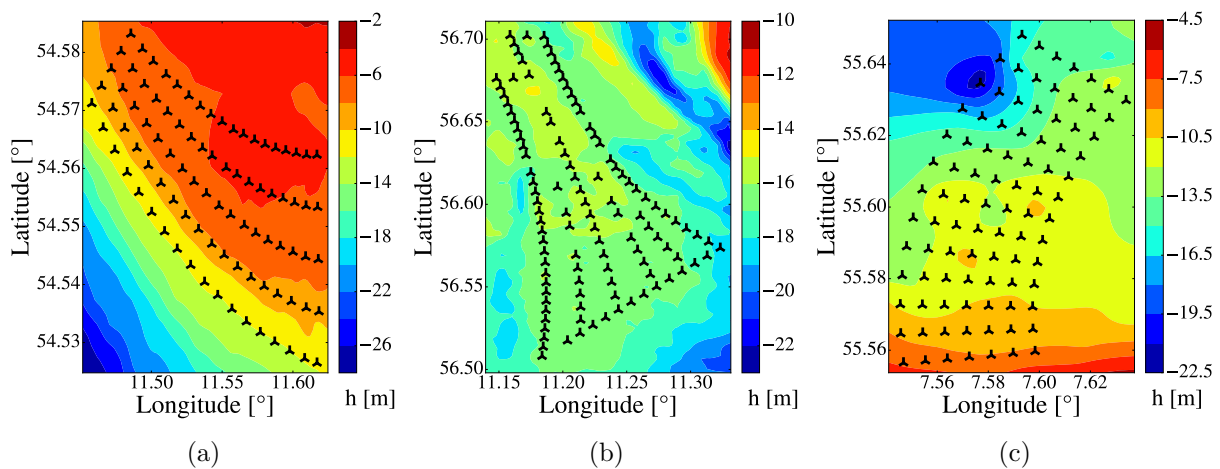 54.58
54.57
54.56
54.55
54.54
54.53
Latitude [°]
11.50 11.55 11.60
Longitude [°]
−2
−6
−10
−14
−18
−22
−26
h [m]
(a)
56.70
56.65
56.60
56.55
56.50
Latitude [°]
11.15 11.20 11.25 11.30
Longitude [°]
−10
−12
−14
−16
−18
−20
−22
h [m]
(b)
55.64
55.62
55.60
55.58
55.56
Latitude [°]
7.56 7.58 7.60 7.62
Longitude [°]
−4.5
−7.5
−10.5
−13.5
−16.5
−19.5
−22.5
h [m]
(c)